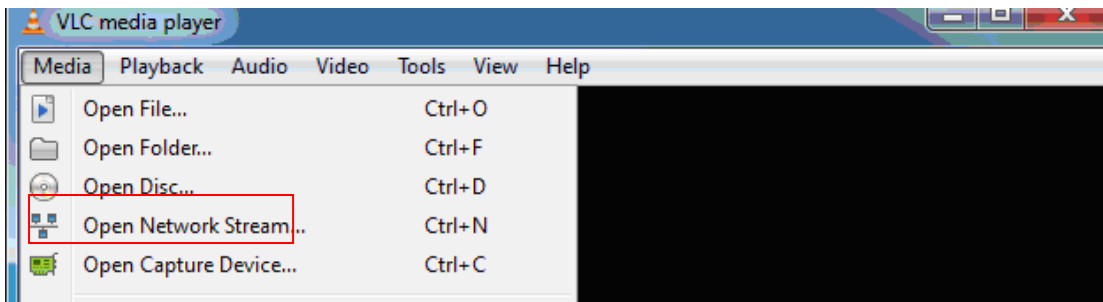 VLC media player
Media Playback Audio Video Tools View Help
Open File... Ctrl+O
Open Folder... Ctrl+F
Open Disc... Ctrl+D
Open Network Stream... Ctrl+N
Open Capture Device... Ctrl+C